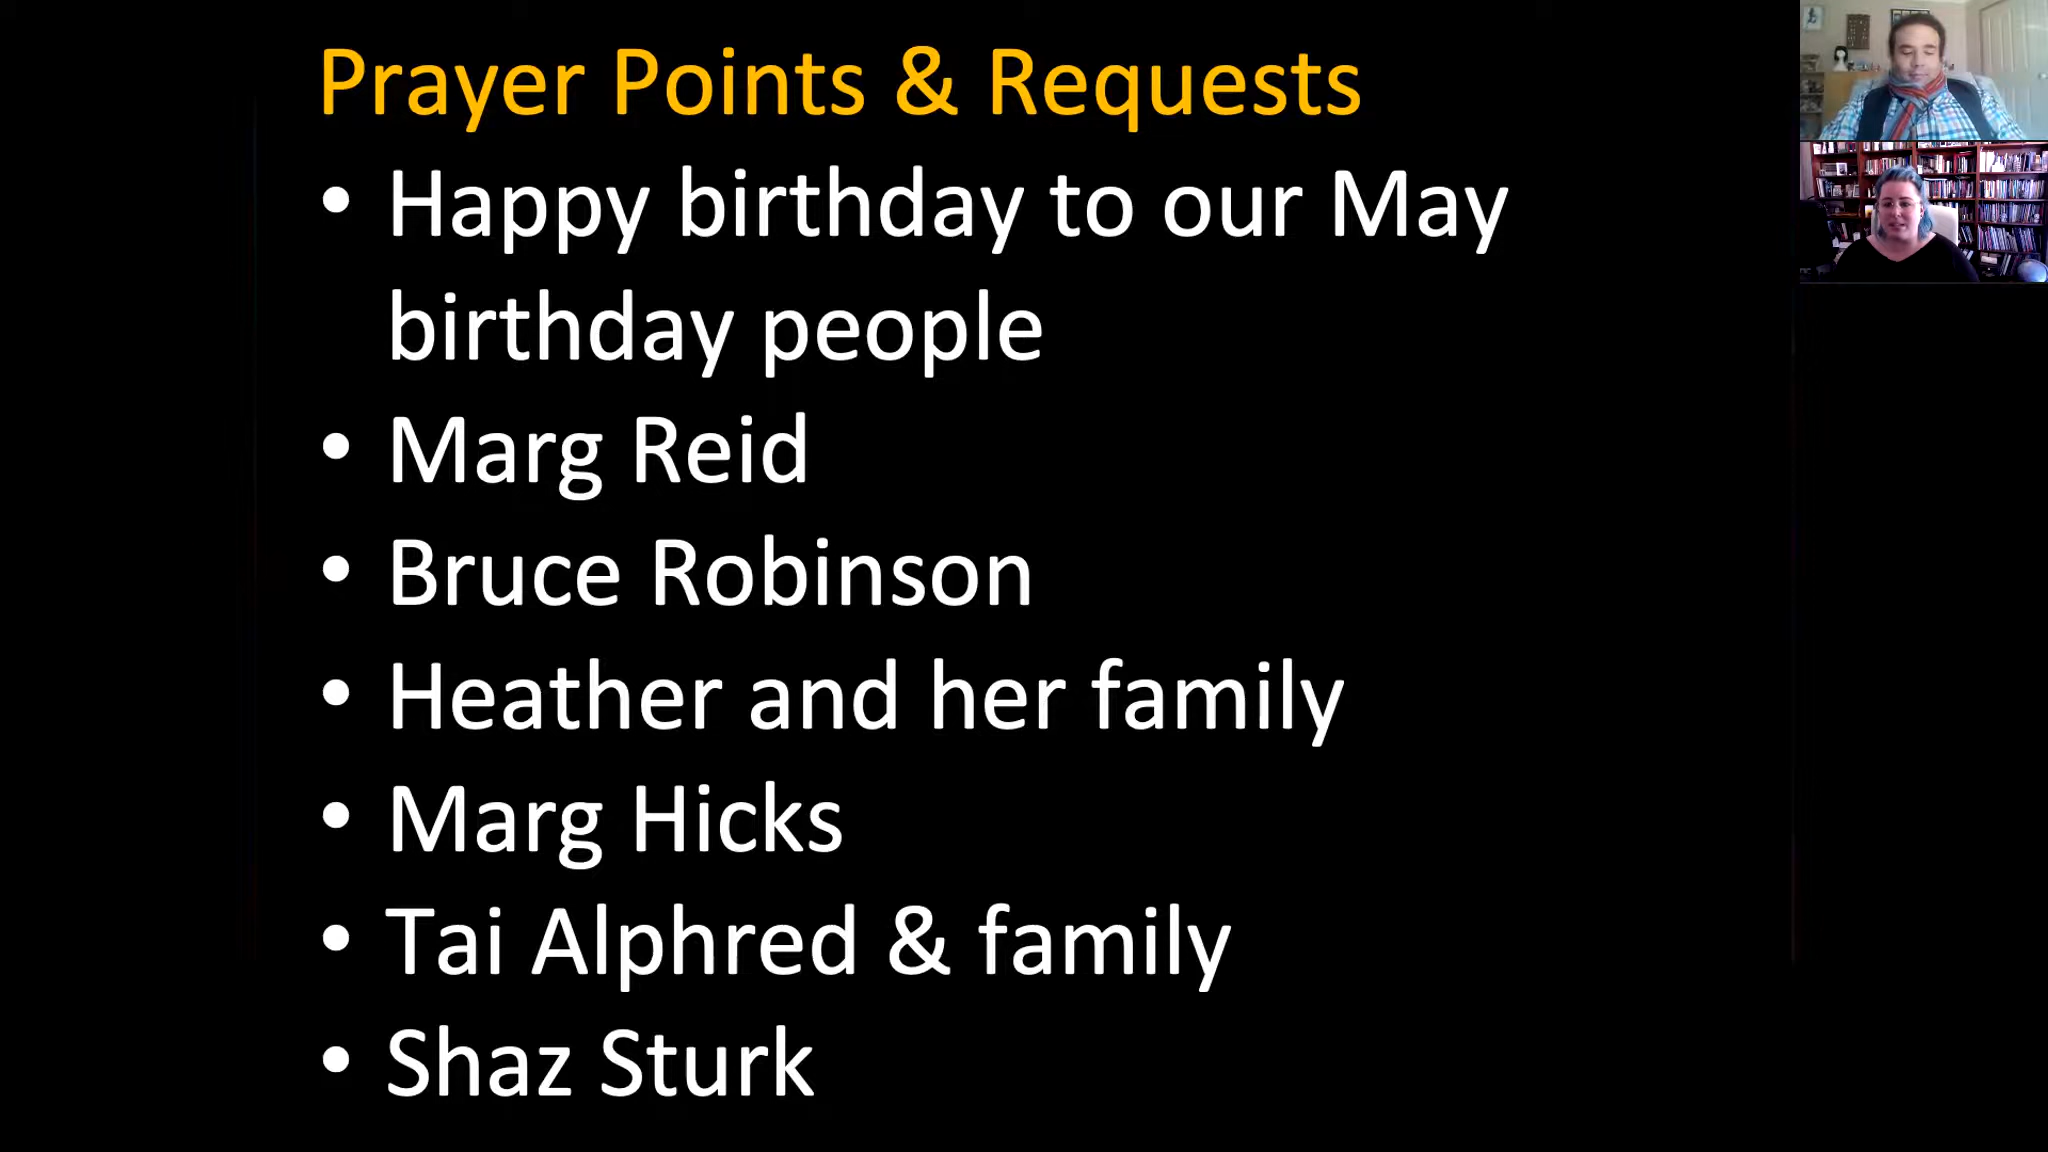 Prayer Points & Requests
• Happy birthday to our May
birthday people
• Marg Reid
• Bruce Robinson
• Heather and her family
• Marg Hicks
• Tai Alphred & family
• Shaz Sturk